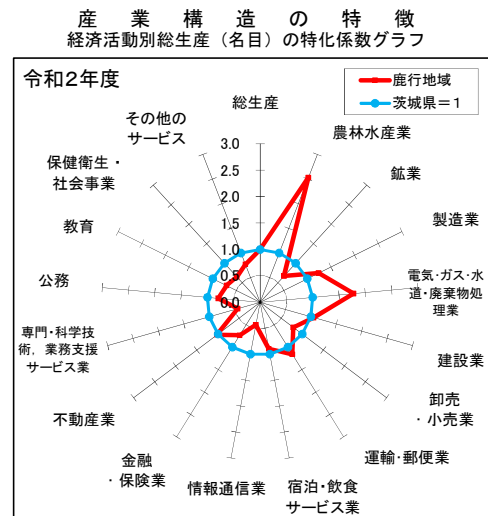 産業構造の特徴
経済活動別総生産（名目）の特化係数グラフ
令和2年度
鹿行地域
茨城県＝1
総生産
農林水産業
鉱業
製造業
電気・ガス・水
道・廃棄物処
理業
建設業
卸売
・小売業
運輸・郵便業
宿泊・飲食
サービス業
情報通信業
金融
・保険業
不動産業
専門・科学技
術，業務支援
サービス業
公務
教育
保健衛生・
社会事業
その他の
サービス
3.0
2.5
2.0
1.5
1.0
0.5
0.0